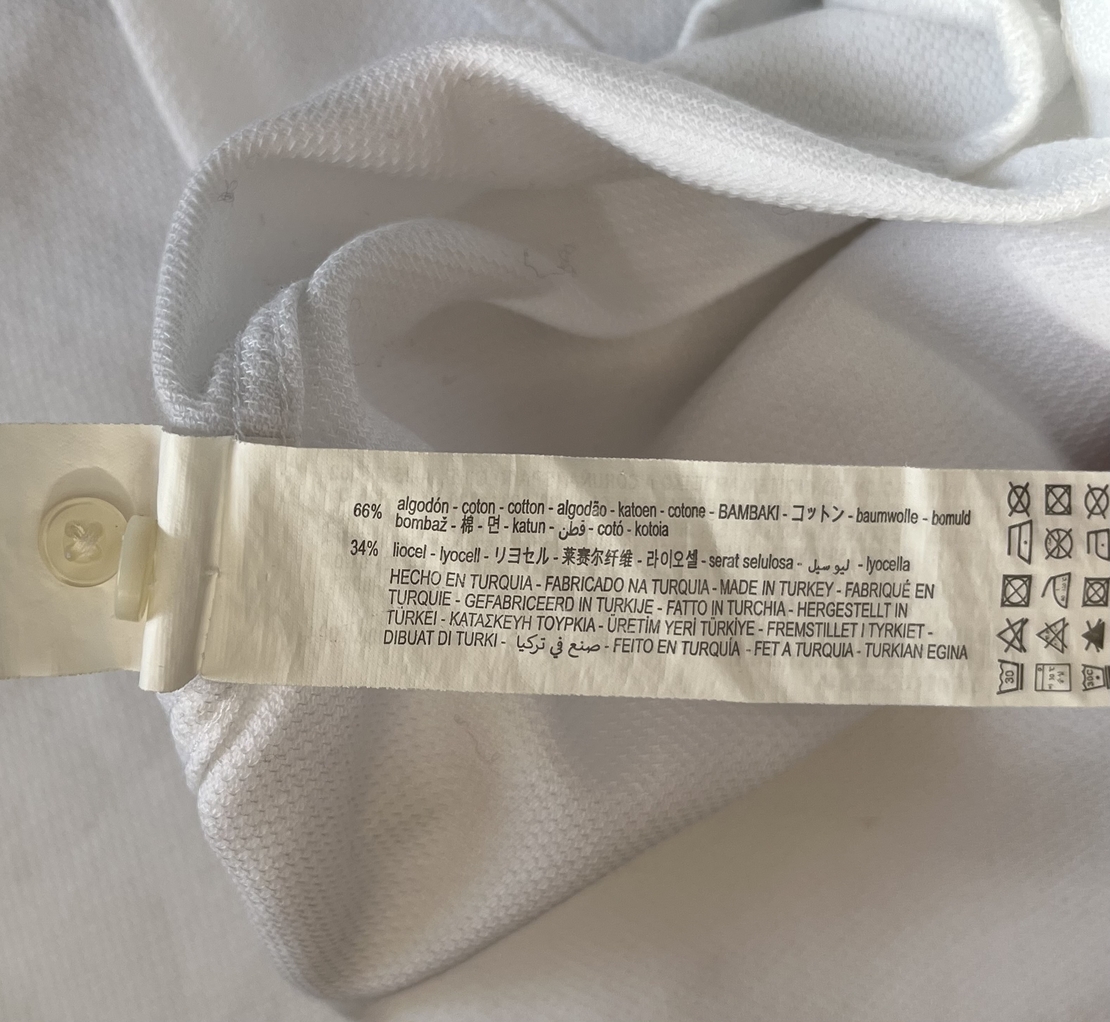 66% algodón - coton - cotton - algodão - katoen - cotone - BAMBAKI - コットン - baumwolle - bomuld
bombaž - 棉 - 면 - katun - قطن - cotó - kotoia
34% liocel - lyocell - リヨセル - 莱赛尔纤维 - 라이오셀 - serat selulosa - ليو سيل - lyocella
HECHO EN TURQUIA - FABRICADO NA TURQUIA - MADE IN TURKEY - FABRIQUÉ EN
TURQUIE - GEFABRICEERD IN TURKIJE - FATTO IN TURCHIA - HERGESTELLT IN
TÜRKEI - ΚΑΤΑΣΚΕΥΗ ΤΟΥΡΚΙΑ - ÜRETİM YERİ TÜRKİYE - FREMSTILLET I TYRKIET -
DIBUAT DI TURKI - صنع في تركيا - FEITO EN TURQUÍA - FET A TURQUIA - TURKIAN EGINA
30